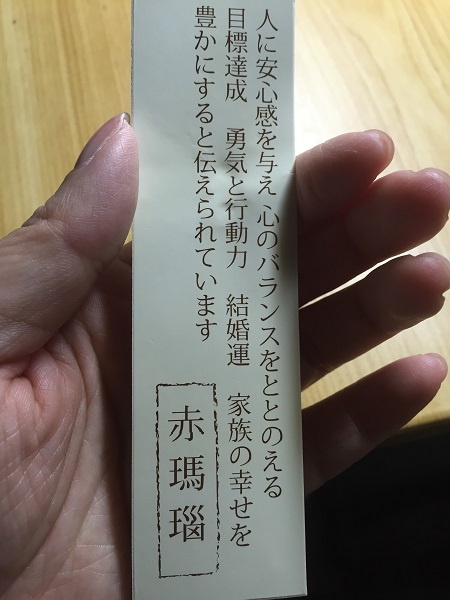 人に安心感を与え 心のバランスをととのえる
目標達成 勇気と行動力 結婚運 家族の幸せを
豊かにすると伝えられています
赤瑪瑙